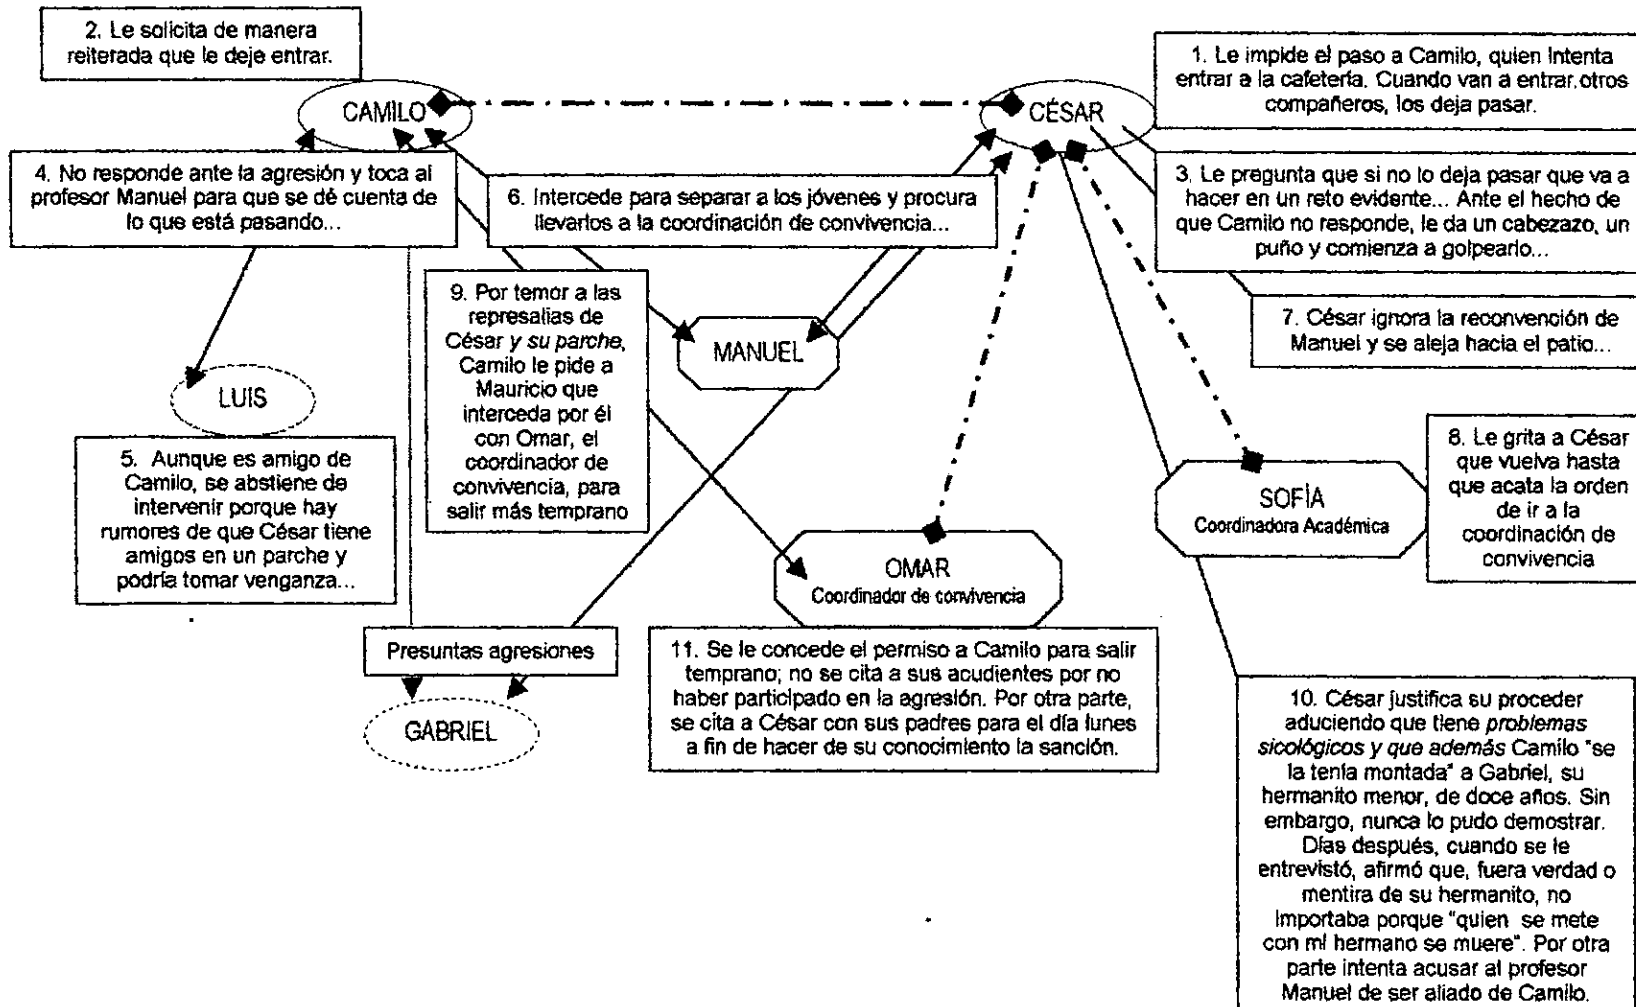 2. Le solicita de manera
reiterada que le deje entrar.
1. Le impide el paso a Camilo, quien intenta
entrar a la cafetería. Cuando van a entrar otros
compañeros, los deja pasar.
CAMILO
CÉSAR
4. No responde ante la agresión y toca al
profesor Manuel para que se dé cuenta de
lo que está pasando...
6. Intercede para separar a los jóvenes y procura
llevarlos a la coordinación de convivencia...
3. Le pregunta que si no lo deja pasar que va a
hacer en un reto evidente... Ante el hecho de
que Camilo no responde, le da un cabezazo, un
puño y comienza a golpearlo...
9. Por temor a las
represalias de
César y su parche,
Camilo le pide a
Mauricio que
interceda por él
con Omar, el
coordinador de
convivencia, para
salir más temprano
MANUEL
7. César ignora la reconvención de
Manuel y se aleja hacia el patio...
LUIS
5. Aunque es amigo de
Camilo, se abstiene de
intervenir porque hay
rumores de que César tiene
amigos en un parche y
podría tomar venganza...
8. Le grita a César
que vuelva hasta
que acata la orden
de ir a la
coordinación de
convivencia
SOFÍA
Coordinadora Académica
OMAR
Coordinador de convivencia
Presuntas agresiones
GABRIEL
11. Se le concede el permiso a Camilo para salir
temprano; no se cita a sus acudientes por no
haber participado en la agresión. Por otra parte,
se cita a César con sus padres para el día lunes
a fin de hacer de su conocimiento la sanción.
10. César justifica su proceder
aduciendo que tiene problemas
sicológicos y que además Camilo "se
la tenía montada" a Gabriel, su
hermanito menor, de doce años. Sin
embargo, nunca lo pudo demostrar.
Días después, cuando se le
entrevistó, afirmó que, fuera verdad o
mentira de su hermanito, no
importaba porque "quien se mete
con mi hermano se muere". Por otra
parte intenta acusar al profesor
Manuel de ser aliado de Camilo.